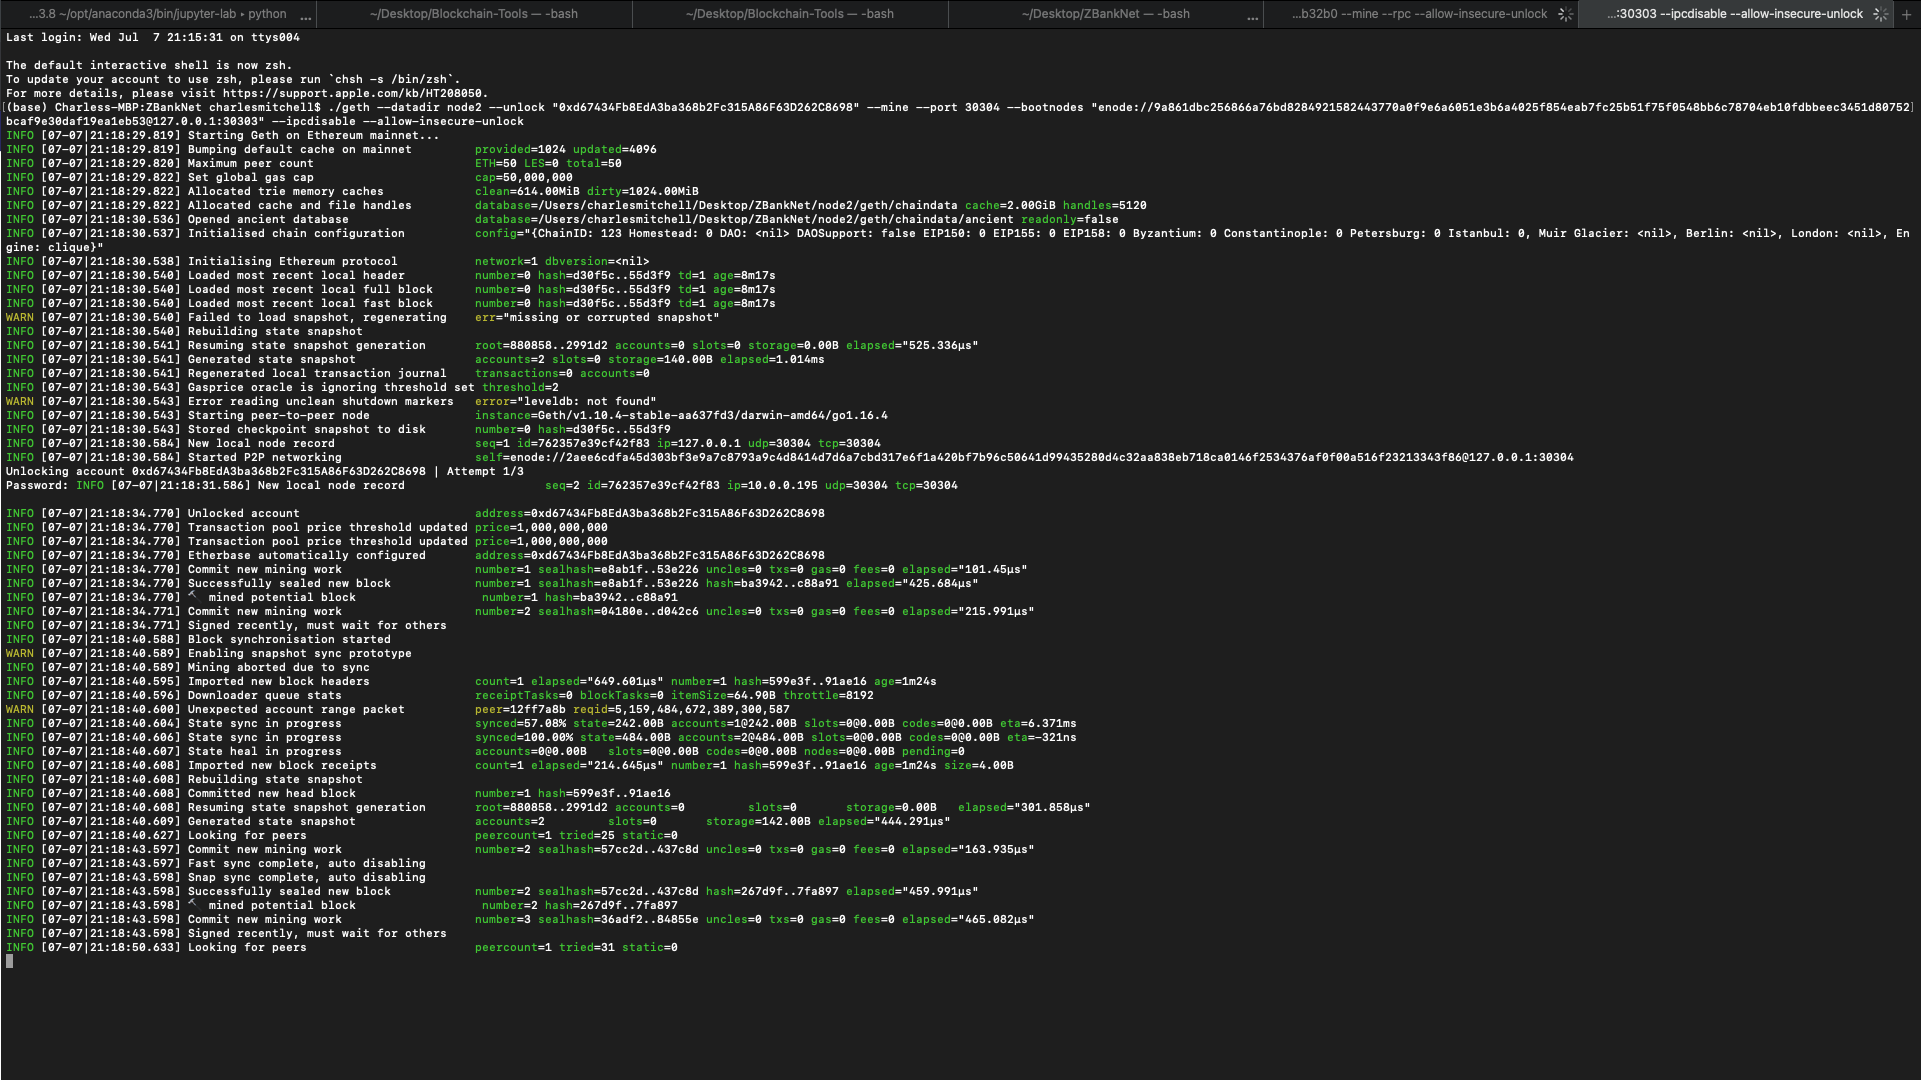 ...3.8 ~/opt/anaconda3/bin/jupyter-lab ‣ python ...
~/Desktop/Blockchain-Tools — -bash
~/Desktop/Blockchain-Tools — -bash
~/Desktop/ZBankNet — -bash ...
...b32b0 --mine --rpc --allow-insecure-unlock
...:30303 --ipcdisable --allow-insecure-unlock
+
Last login: Wed Jul  7 21:15:31 on ttys004
The default interactive shell is now zsh.
To update your account to use zsh, please run `chsh -s /bin/zsh`.
For more details, please visit https://support.apple.com/kb/HT208050.
[(base) Charless-MBP:ZBankNet charlesmitchell$ ./geth --datadir node2 --unlock "0xd67434Fb8EdA3ba368b2Fc315A86F63D262C8698" --mine --port 30304 --bootnodes "enode://9a861dbc256866a76bd8284921582443770a0f9e6a6051e3b6a4025f854eab7fc25b51f75f0548bb6c78704eb10fdbbeec3451d80752]
bcaf9e30daf19ea1eb53@127.0.0.1:30303" --ipcdisable --allow-insecure-unlock
INFO [07-07|21:18:29.819] Starting Geth on Ethereum mainnet...
INFO [07-07|21:18:29.819] Bumping default cache on mainnet         provided=1024 updated=4096
INFO [07-07|21:18:29.820] Maximum peer count                       ETH=50 LES=0 total=50
INFO [07-07|21:18:29.822] Set global gas cap                       cap=50,000,000
INFO [07-07|21:18:29.822] Allocated trie memory caches             clean=614.00MiB dirty=1024.00MiB
INFO [07-07|21:18:29.822] Allocated cache and file handles         database=/Users/charlesmitchell/Desktop/ZBankNet/node2/geth/chaindata cache=2.00GiB handles=5120
INFO [07-07|21:18:30.536] Opened ancient database                  database=/Users/charlesmitchell/Desktop/ZBankNet/node2/geth/chaindata/ancient readonly=false
INFO [07-07|21:18:30.537] Initialised chain configuration          config="{ChainID: 123 Homestead: 0 DAO: <nil> DAOSupport: false EIP150: 0 EIP155: 0 EIP158: 0 Byzantium: 0 Constantinople: 0 Petersburg: 0 Istanbul: 0, Muir Glacier: <nil>, Berlin: <nil>, London: <nil>, En
gine: clique}"
INFO [07-07|21:18:30.538] Initialising Ethereum protocol           network=1 dbversion=<nil>
INFO [07-07|21:18:30.540] Loaded most recent local header          number=0 hash=d30f5c..55d3f9 td=1 age=8m17s
INFO [07-07|21:18:30.540] Loaded most recent local full block      number=0 hash=d30f5c..55d3f9 td=1 age=8m17s
INFO [07-07|21:18:30.540] Loaded most recent local fast block      number=0 hash=d30f5c..55d3f9 td=1 age=8m17s
WARN [07-07|21:18:30.540] Failed to load snapshot, regenerating    err="missing or corrupted snapshot"
INFO [07-07|21:18:30.540] Rebuilding state snapshot
INFO [07-07|21:18:30.541] Resuming state snapshot generation       root=880858..2991d2 accounts=0 slots=0 storage=0.00B elapsed="525.336µs"
INFO [07-07|21:18:30.541] Generated state snapshot                 accounts=2 slots=0 storage=140.00B elapsed=1.014ms
INFO [07-07|21:18:30.541] Regenerated local transaction journal    transactions=0 accounts=0
INFO [07-07|21:18:30.543] Gasprice oracle is ignoring threshold set threshold=2
WARN [07-07|21:18:30.543] Error reading unclean shutdown markers   error="leveldb: not found"
INFO [07-07|21:18:30.543] Starting peer-to-peer node               instance=Geth/v1.10.4-stable-aa637fd3/darwin-amd64/go1.16.4
INFO [07-07|21:18:30.543] Stored checkpoint snapshot to disk       number=0 hash=d30f5c..55d3f9
INFO [07-07|21:18:30.584] New local node record                    seq=1 id=762357e39cf42f83 ip=127.0.0.1 udp=30304 tcp=30304
INFO [07-07|21:18:30.584] Started P2P networking                   self=enode://2aee6cdfa45d303bf3e9a7c8793a9c4d8414d7d6a7cbd317e6f1a420bf7b96c50641d99435280d4c32aa838eb718ca0146f2534376af0f00a516f23213343f86@127.0.0.1:30304
Unlocking account 0xd67434Fb8EdA3ba368b2Fc315A86F63D262C8698 | Attempt 1/3
Password: INFO [07-07|21:18:31.586] New local node record                    seq=2 id=762357e39cf42f83 ip=10.0.0.195 udp=30304 tcp=30304
INFO [07-07|21:18:34.770] Unlocked account                         address=0xd67434Fb8EdA3ba368b2Fc315A86F63D262C8698
INFO [07-07|21:18:34.770] Transaction pool price threshold updated price=1,000,000,000
INFO [07-07|21:18:34.770] Transaction pool price threshold updated price=1,000,000,000
INFO [07-07|21:18:34.770] Etherbase automatically configured       address=0xd67434Fb8EdA3ba368b2Fc315A86F63D262C8698
INFO [07-07|21:18:34.770] Commit new mining work                   number=1 sealhash=e8ab1f..53e226 uncles=0 txs=0 gas=0 fees=0 elapsed="101.45µs"
INFO [07-07|21:18:34.770] Successfully sealed new block            number=1 sealhash=e8ab1f..53e226 hash=ba3942..c88a91 elapsed="425.684µs"
INFO [07-07|21:18:34.770] 🔨 mined potential block                  number=1 hash=ba3942..c88a91
INFO [07-07|21:18:34.771] Commit new mining work                   number=2 sealhash=04180e..d042c6 uncles=0 txs=0 gas=0 fees=0 elapsed="215.991µs"
INFO [07-07|21:18:34.771] Signed recently, must wait for others
INFO [07-07|21:18:40.588] Block synchronisation started
WARN [07-07|21:18:40.589] Enabling snapshot sync prototype
INFO [07-07|21:18:40.589] Mining aborted due to sync
INFO [07-07|21:18:40.595] Imported new block headers               count=1 elapsed="649.601µs" number=1 hash=599e3f..91ae16 age=1m24s
INFO [07-07|21:18:40.596] Downloader queue stats                   receiptTasks=0 blockTasks=0 itemSize=64.90B throttle=8192
WARN [07-07|21:18:40.600] Unexpected account range packet          peer=12ff7a8b reqid=5,159,484,672,389,300,587
INFO [07-07|21:18:40.604] State sync in progress                   synced=57.08% state=242.00B accounts=1@242.00B slots=0@0.00B codes=0@0.00B eta=6.371ms
INFO [07-07|21:18:40.606] State sync in progress                   synced=100.00% state=484.00B accounts=2@484.00B slots=0@0.00B codes=0@0.00B eta=-321ns
INFO [07-07|21:18:40.607] State heal in progress                   accounts=0@0.00B   slots=0@0.00B codes=0@0.00B nodes=0@0.00B pending=0
INFO [07-07|21:18:40.608] Imported new block receipts              count=1 elapsed="214.645µs" number=1 hash=599e3f..91ae16 age=1m24s size=4.00B
INFO [07-07|21:18:40.608] Rebuilding state snapshot
INFO [07-07|21:18:40.608] Committed new head block                 number=1 hash=599e3f..91ae16
INFO [07-07|21:18:40.608] Resuming state snapshot generation       root=880858..2991d2 accounts=0         slots=0       storage=0.00B   elapsed="301.858µs"
INFO [07-07|21:18:40.609] Generated state snapshot                 accounts=2         slots=0       storage=142.00B elapsed="444.291µs"
INFO [07-07|21:18:40.627] Looking for peers                        peercount=1 tried=25 static=0
INFO [07-07|21:18:43.597] Commit new mining work                   number=2 sealhash=57cc2d..437c8d uncles=0 txs=0 gas=0 fees=0 elapsed="163.935µs"
INFO [07-07|21:18:43.597] Fast sync complete, auto disabling
INFO [07-07|21:18:43.598] Snap sync complete, auto disabling
INFO [07-07|21:18:43.598] Successfully sealed new block            number=2 sealhash=57cc2d..437c8d hash=267d9f..7fa897 elapsed="459.991µs"
INFO [07-07|21:18:43.598] 🔨 mined potential block                  number=2 hash=267d9f..7fa897
INFO [07-07|21:18:43.598] Commit new mining work                   number=3 sealhash=36adf2..84855e uncles=0 txs=0 gas=0 fees=0 elapsed="465.082µs"
INFO [07-07|21:18:43.598] Signed recently, must wait for others
INFO [07-07|21:18:50.633] Looking for peers                        peercount=1 tried=31 static=0